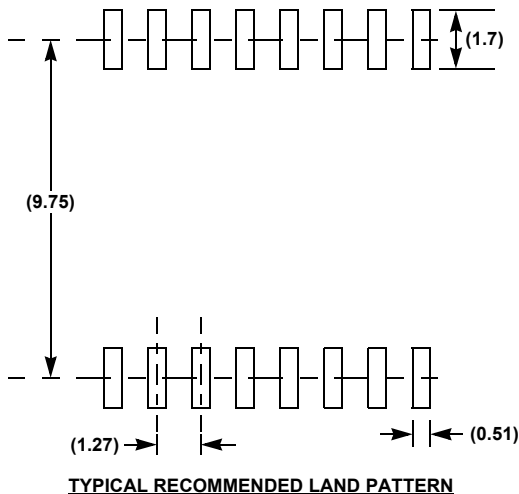 (1.7)
(9.75)
(1.27)
(0.51)
TYPICAL RECOMMENDED LAND PATTERN